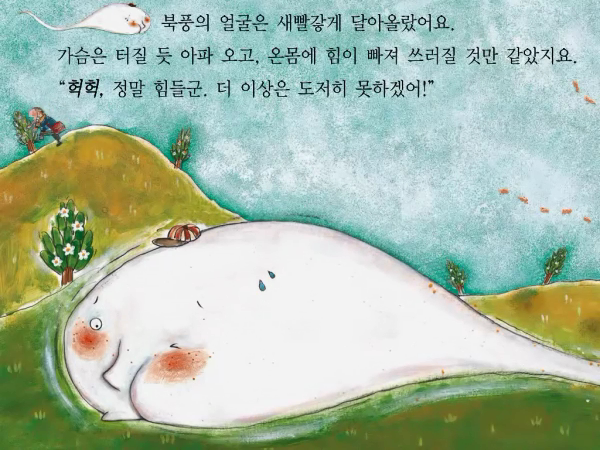 북풍의 얼굴은 새빨갛게 달아올랐어요.
가슴은 터질 듯 아파 오고, 온몸에 힘이 빠져 쓰러질 것만 같았지요.
“헉헉, 정말 힘들군. 더 이상은 도저히 못하겠어!”